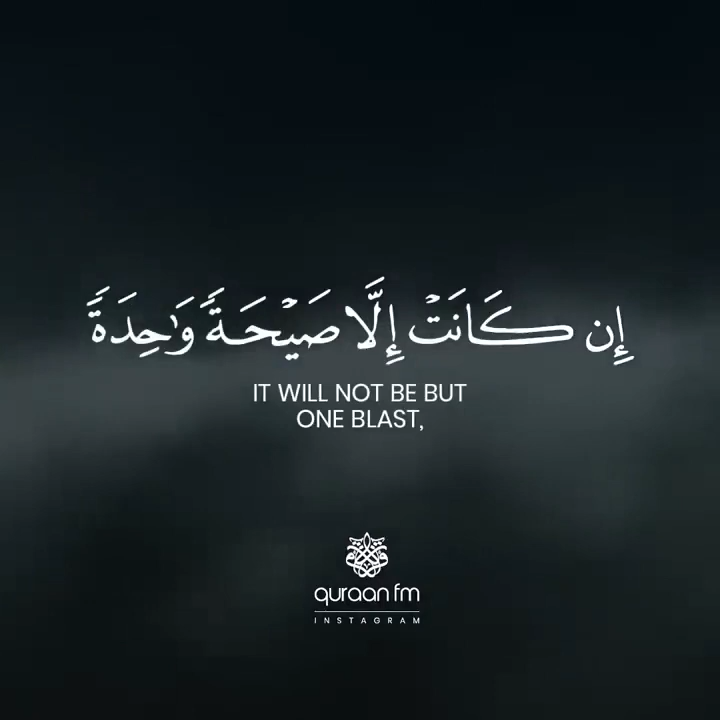 إِن كَانَتْ إِلَّا صَيْحَةً وَٰحِدَةً
IT WILL NOT BE BUT
ONE BLAST,
quraan fm
INSTAGRAM